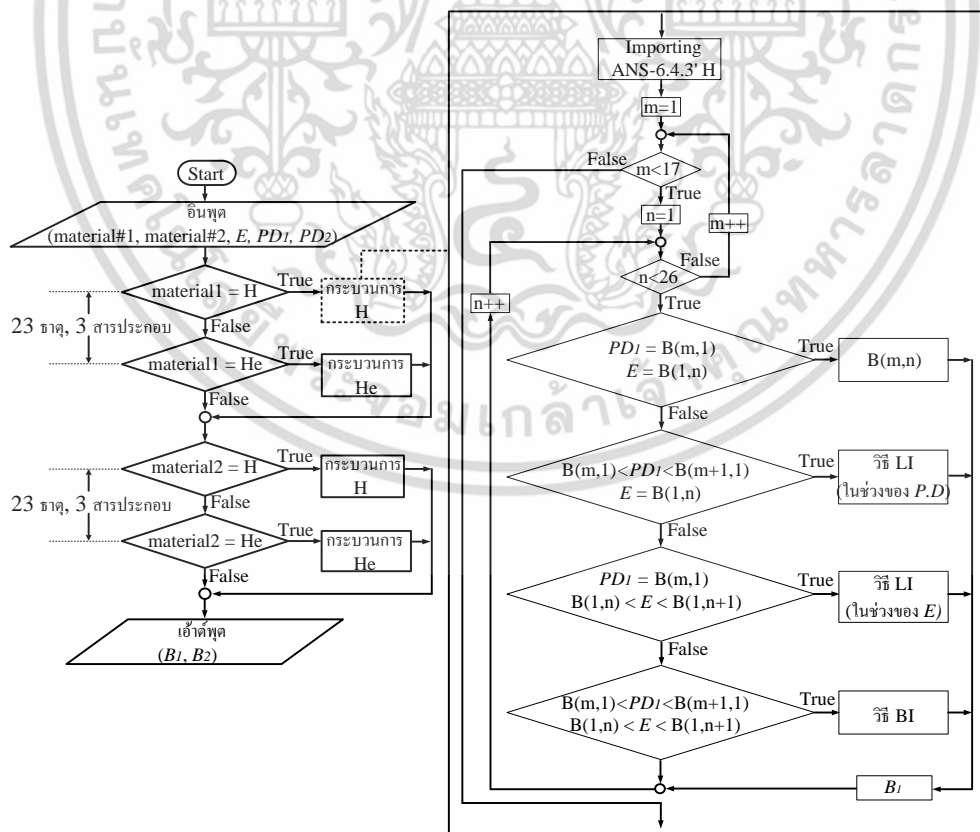 Start
อินพุต
(material#1, material#2, E, PD1, PD2)
material1 = H
True
กระบวนการ
H
False
23 ธาตุ, 3 สารประกอบ
material1 = He
True
กระบวนการ
He
False
material2 = H
True
กระบวนการ
H
False
23 ธาตุ, 3 สารประกอบ
material2 = He
True
กระบวนการ
He
False
เอ้าต์พุต
(B1, B2)
Importing
ANS-6.4.3' H
m=1
False
m<17
True
n=1
m++
False
n<26
n++
True
PD1 = B(m,1)
E = B(1,n)
True
B(m,n)
False
B(m,1)<PD1<B(m+1,1)
E = B(1,n)
True
วิธี LI
(ในช่วงของ P.D)
False
PD1 = B(m,1)
B(1,n) < E < B(1,n+1)
True
วิธี LI
(ในช่วงของ E)
False
B(m,1)<PD1<B(m+1,1)
B(1,n) < E < B(1,n+1)
True
วิธี BI
B1